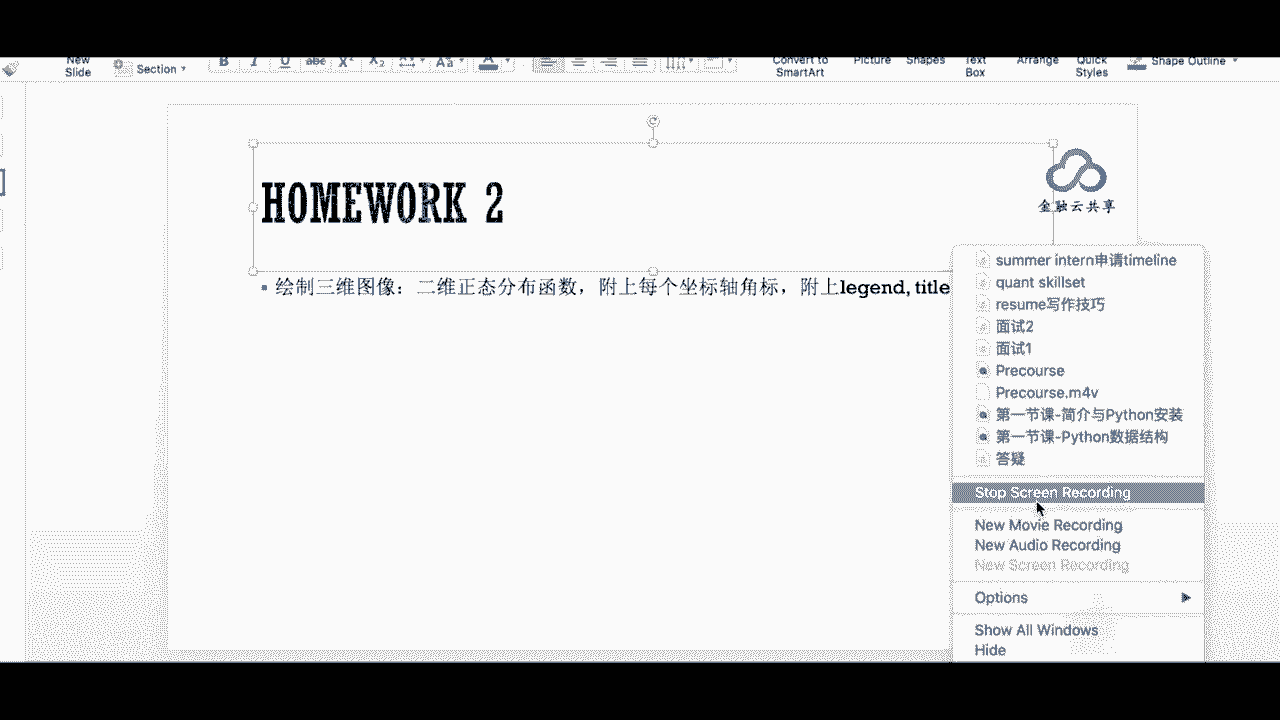 New
Slide
Section
B I U abc X² X₂ Aa A
Convert to
SmartArt
Picture
Shapes
Text
Box
Arrange
Quick
Styles
Shape Outline
HOMEWORK 2
金融云共享
绘制三维图像：二维正态分布函数，附上每个坐标轴角标，附上legend, title
summer intern申请timeline
quant skillset
resume写作技巧
面试2
面试1
Precourse
Precourse.m4v
第一节课-简介与Python安装
第一节课-Python数据结构
答疑
Stop Screen Recording
New Movie Recording
New Audio Recording
New Screen Recording
Options
Show All Windows
Hide